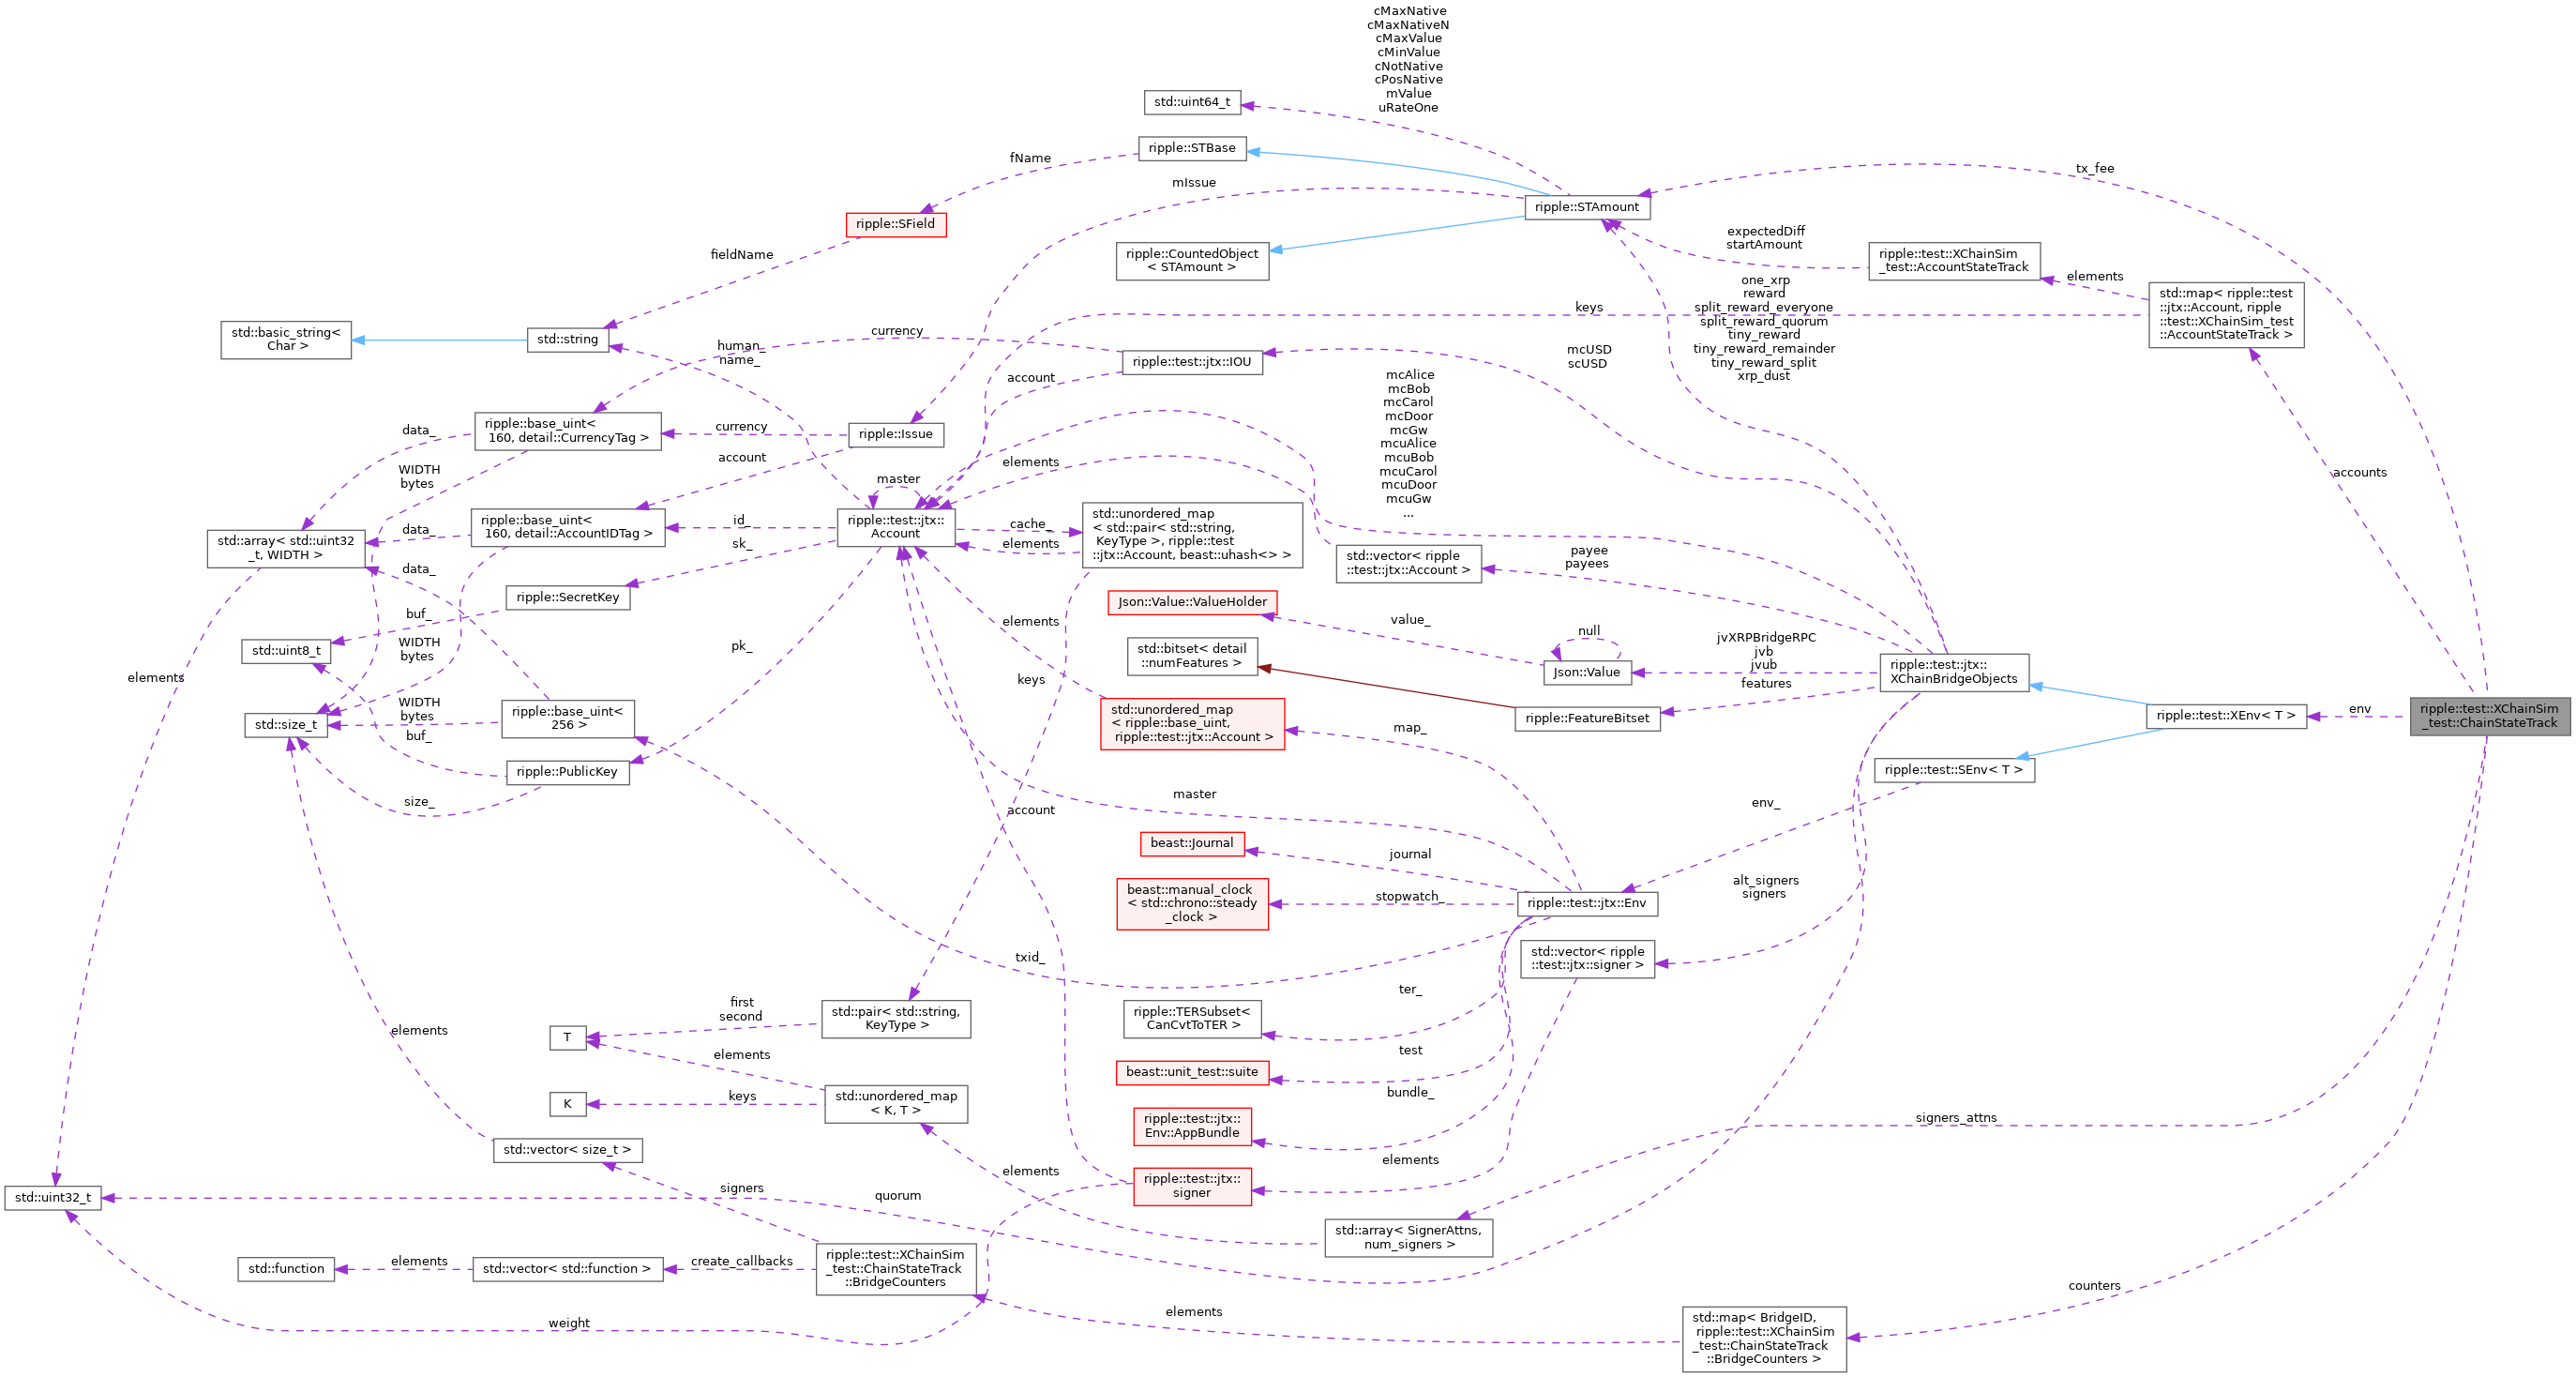 cMaxNative
cMaxNativeN
cMaxValue
cMinValue
cNotNative
cPosNative
mValue
uRateOne
std::uint64_t
ripple::STBase
fName
tx_fee
mIssue
ripple::STAmount
ripple::SField
expectedDiff
startAmount
ripple::CountedObject
< STAmount >
ripple::test::XChainSim
_test::AccountStateTrack
fieldName
elements
one_xrp
reward
split_reward_everyone
split_reward_quorum
tiny_reward
tiny_reward_remainder
tiny_reward_split
xrp_dust
std::map< ripple::test
::jtx::Account, ripple
::test::XChainSim_test
::AccountStateTrack >
keys
std::basic_string<
Char >
std::string
currency
human_
name_
ripple::test::jtx::IOU
mcUSD
scUSD
account
mcAlice
mcBob
mcCarol
mcDoor
mcGw
mcuAlice
mcuBob
mcuCarol
mcuDoor
mcuGw
...
ripple::base_uint<
160, detail::CurrencyTag >
data_
currency
ripple::Issue
account
WIDTH
bytes
elements
accounts
master
ripple::base_uint<
160, detail::AccountIDTag >
id_
ripple::test::jtx::
Account
cache_
elements
std::unordered_map
< std::pair< std::string,
KeyType >, ripple::test
::jtx::Account, beast::uhash<> >
std::array< std::uint32
_t, WIDTH >
data_
sk_
std::vector< ripple
::test::jtx::Account >
payee
payees
data_
ripple::SecretKey
Json::Value::ValueHolder
buf_
elements
value_
null
std::uint8_t
WIDTH
bytes
pk_
std::bitset< detail
::numFeatures >
Json::Value
jvXRPBridgeRPC
jvb
jvub
ripple::test::jtx::
XChainBridgeObjects
elements
keys
features
WIDTH
bytes
ripple::base_uint<
256 >
std::size_t
std::unordered_map
< ripple::base_uint,
ripple::test::jtx::Account >
map_
ripple::FeatureBitset
ripple::test::XEnv< T >
env
ripple::test::XChainSim
_test::ChainStateTrack
buf_
ripple::PublicKey
size_
ripple::test::SEnv< T >
master
account
env_
beast::Journal
journal
beast::manual_clock
< std::chrono::steady
_clock >
stopwatch_
ripple::test::jtx::Env
alt_signers
signers
txid_
std::vector< ripple
::test::jtx::signer >
ter_
first
second
std::pair< std::string,
KeyType >
ripple::TERSubset<
CanCvtToTER >
T
elements
elements
test
beast::unit_test::suite
K
keys
std::unordered_map
< K, T >
bundle_
ripple::test::jtx::
Env::AppBundle
signers_attns
std::vector< size_t >
elements
elements
signers
quorum
ripple::test::jtx::
signer
std::uint32_t
std::array< SignerAttns,
num_signers >
std::function
elements
std::vector< std::function >
create_callbacks
ripple::test::XChainSim
_test::ChainStateTrack
::BridgeCounters
counters
weight
elements
std::map< BridgeID,
ripple::test::XChainSim
_test::ChainStateTrack
::BridgeCounters >